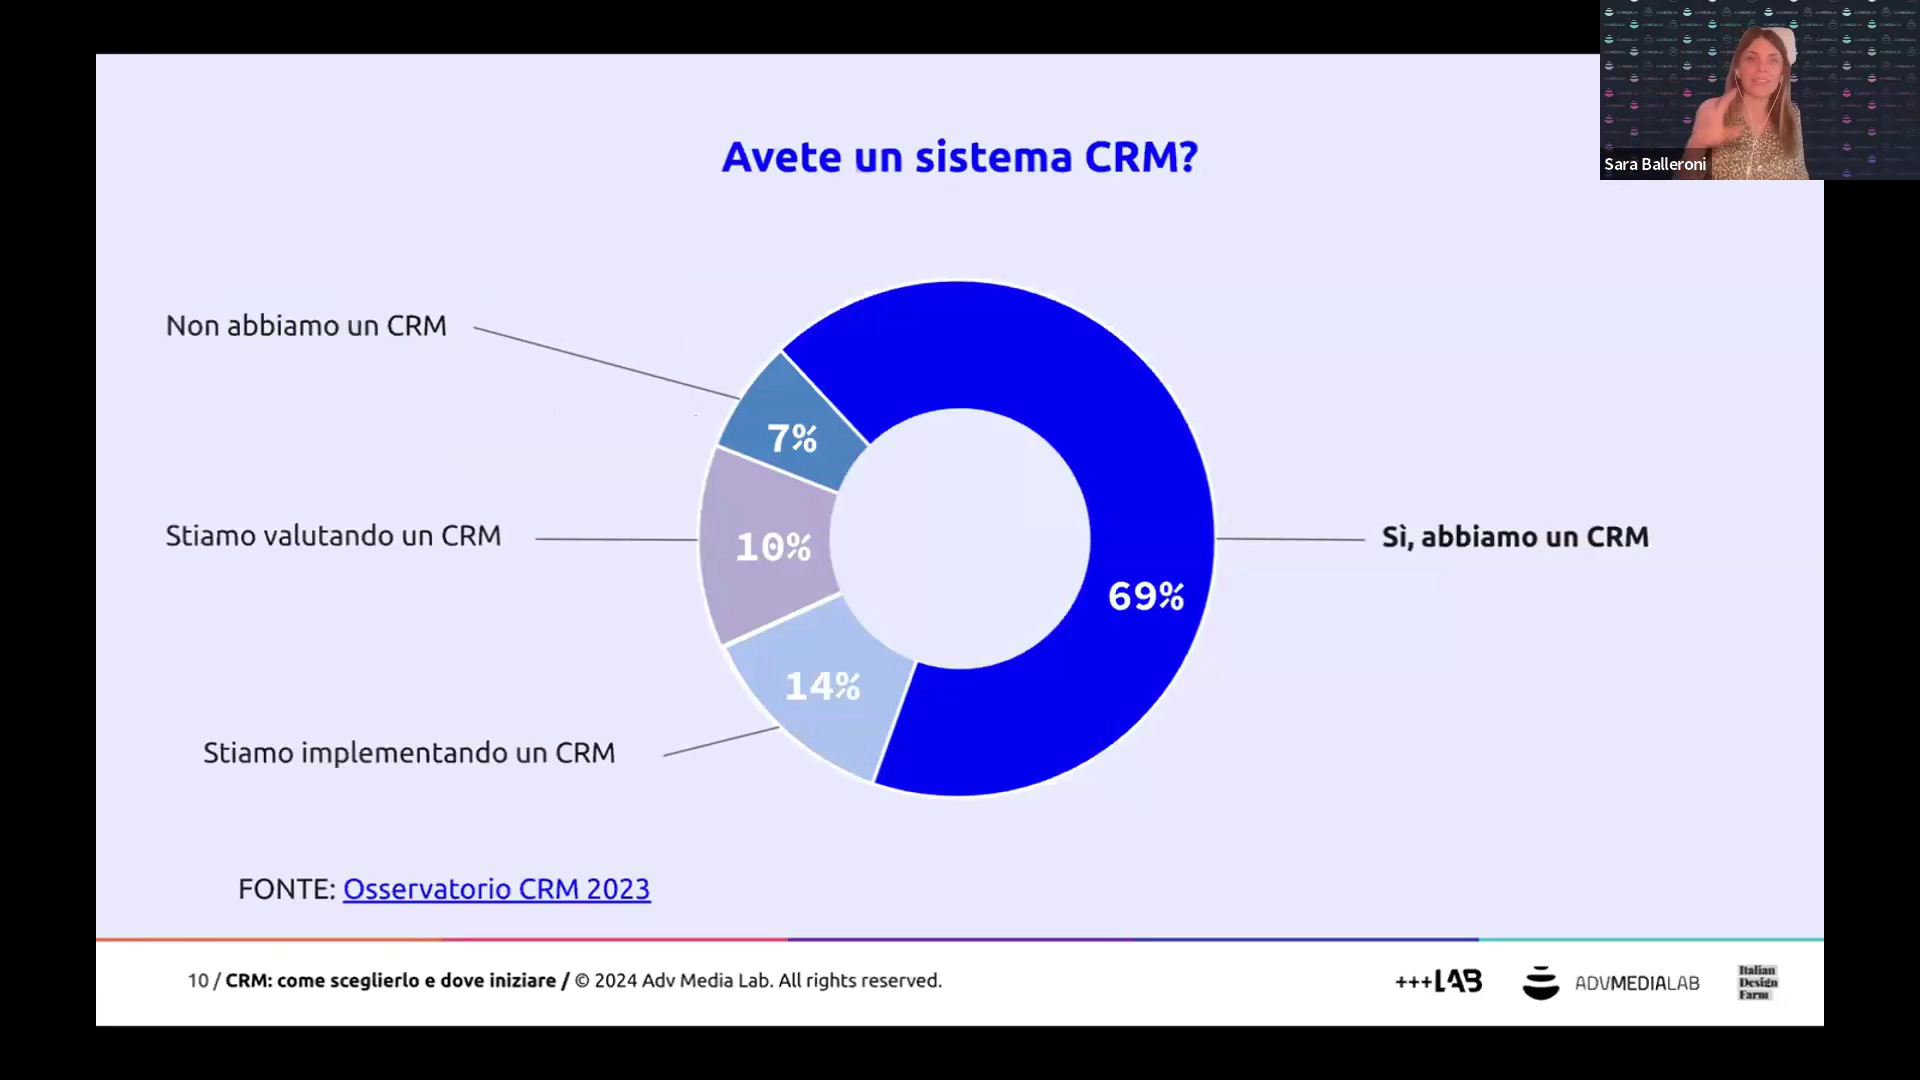 Avete un sistema CRM?
Sara Balleroni
Non abbiamo un CRM
7%
Stiamo valutando un CRM
10%
Sì, abbiamo un CRM
69%
14%
Stiamo implementando un CRM
FONTE: Osservatorio CRM 2023
10 / CRM: come sceglierlo e dove iniziare / © 2024 Adv Media Lab. All rights reserved.
+++LAB
ADVMEDIALAB
Italian
Design
Farm